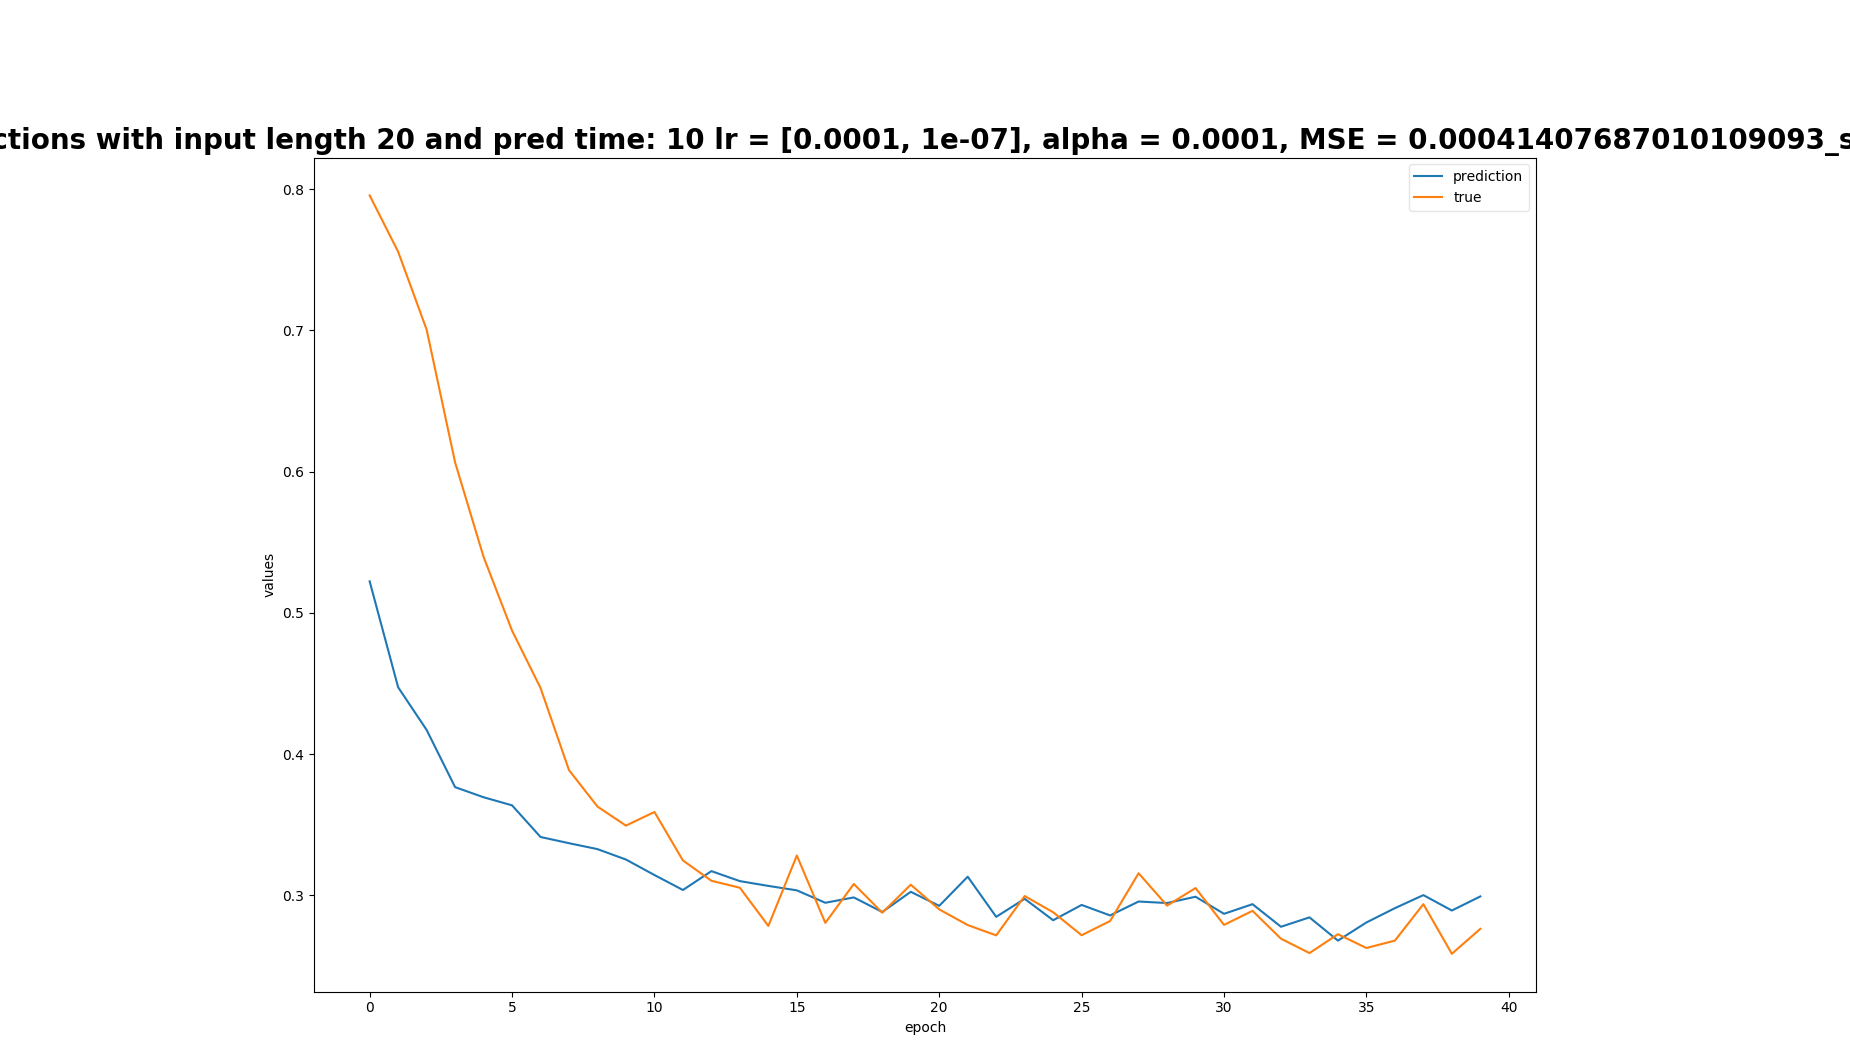 ctions with input length 20 and pred time: 10 lr = [0.0001, 1e-07], alpha = 0.0001, MSE = 0.00041407687010109093_s
prediction
true
0.8
0.7
0.6
0.5
0.4
0.3
values
0 5 10 15 20 25 30 35 40
epoch